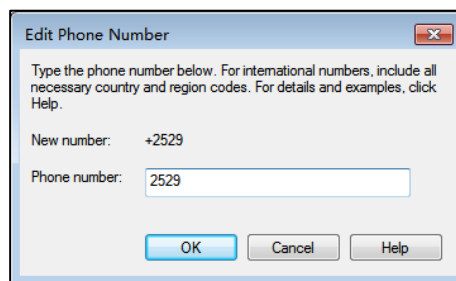 Edit Phone Number
Type the phone number below. For international numbers, include all
necessary country and region codes. For details and examples, click
Help.
New number: +2529
Phone number: 2529
OK Cancel Help